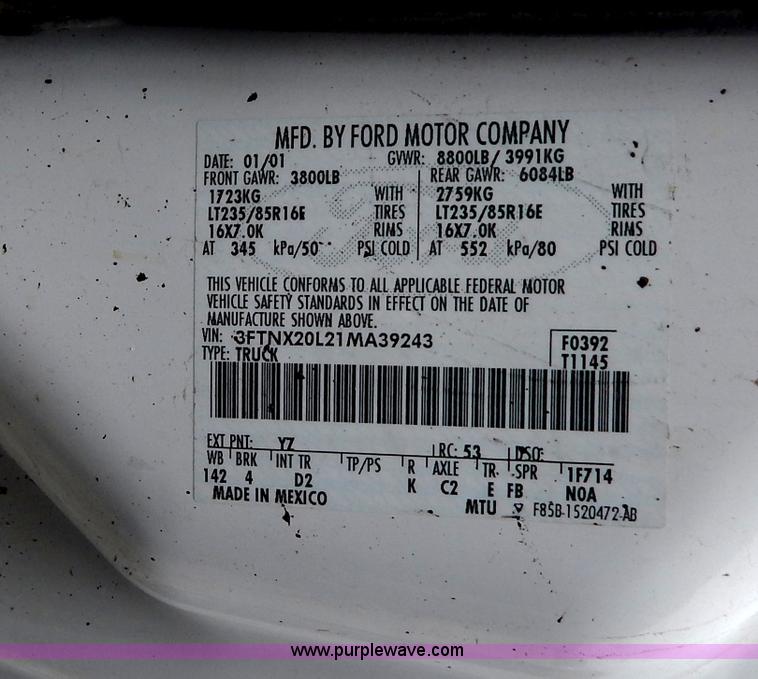 MFD. BY FORD MOTOR COMPANY
DATE: 01/01 GVWR: 8800LB/ 3991KG
FRONT GAWR: 3800LB REAR GAWR: 6084LB
1723KG WITH 2759KG WITH
LT235/85R16E TIRES LT235/85R16E TIRES
16X7.0K RIMS 16X7.0K RIMS
AT 345 kPa/50 PSI COLD AT 552 kPa/80 PSI COLD
THIS VEHICLE CONFORMS TO ALL APPLICABLE FEDERAL MOTOR
VEHICLE SAFETY STANDARDS IN EFFECT ON THE DATE OF
MANUFACTURE SHOWN ABOVE.
VIN: 3FTNX20L21MA39243 F0392
TYPE: TRUCK T1145
EXT PNT: YZ RC: 53 DSO:
WB BRK INT TR TP/PS R AXLE TR SPR 1F714
142 4 D2 K C2 E FB N0A
MADE IN MEXICO MTU F85B-1520472-AB
www.purplewave.com